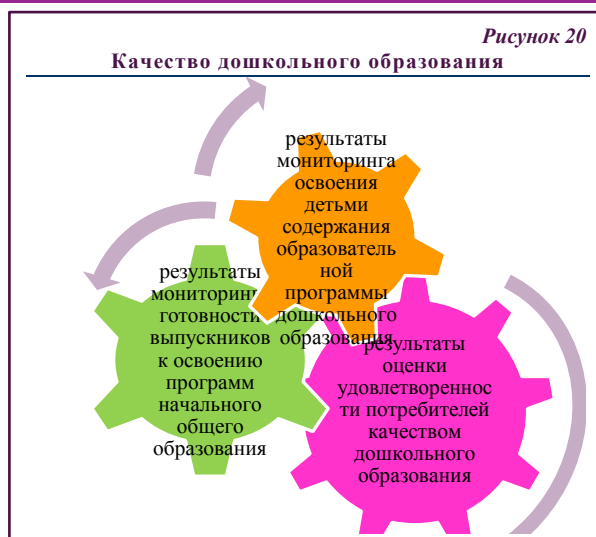 Рисунок 20
Качество дошкольного образования
результаты
мониторинга
освоения
детьми
содержания
образователь
ной
программы
дошкольного
образования
результаты
мониторинга
готовности
выпускников
к освоению
программ
начального
общего
образования
результаты
оценки
удовлетвореннос
ти потребителей
качеством
дошкольного
образования